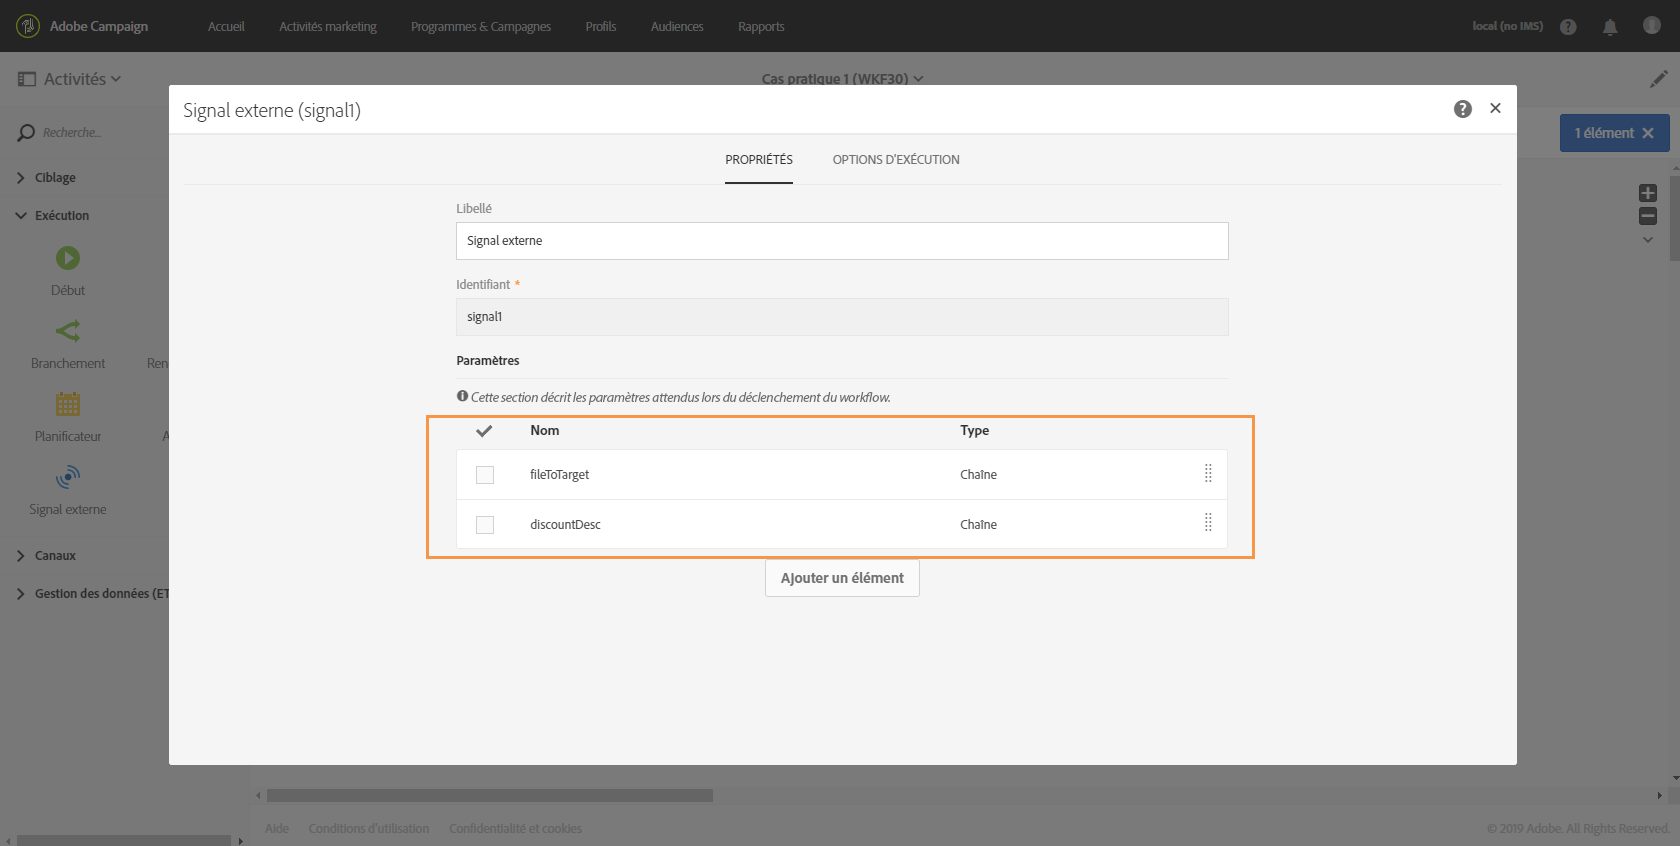 Adobe Campaign Accueil Activités marketing Programmes & Campagnes Profils Audiences Rapports local (no IMS) ?
Activités Cas pratique 1 (WKF30)
Signal externe (signal1) ?
Recherche... 1 élément
PROPRIÉTÉS OPTIONS D'EXÉCUTION
Ciblage
Exécution
Début
Branchement Ren
Planificateur A
Signal externe
Canaux
Gestion des données (ET
Libellé
Signal externe
Identifiant *
signal1
Paramètres
Cette section décrit les paramètres attendus lors du déclenchement du workflow.
Nom Type
fileToTarget Chaîne
discountDesc Chaîne
Ajouter un élément
Aide Conditions d'utilisation Confidentialité et cookies © 2019 Adobe. All Rights Reserved.